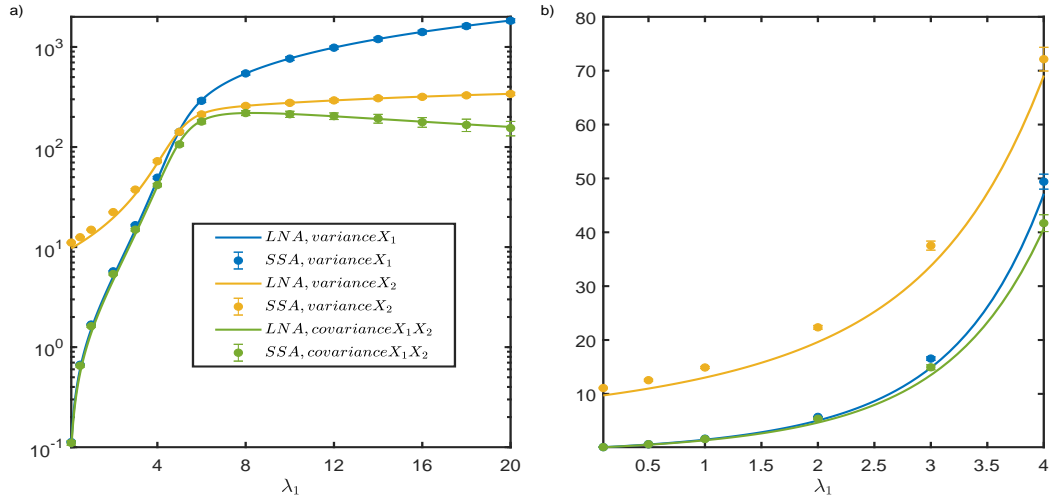 a)
10^3
10^2
10^1
10^0
10^-1
4
8
12
16
20
λ1
LNA, varianceX1
SSA, varianceX1
LNA, varianceX2
SSA, varianceX2
LNA, covarianceX1X2
SSA, covarianceX1X2
b)
80
70
60
50
40
30
20
10
0.5
1
1.5
2
2.5
3
3.5
4
λ1